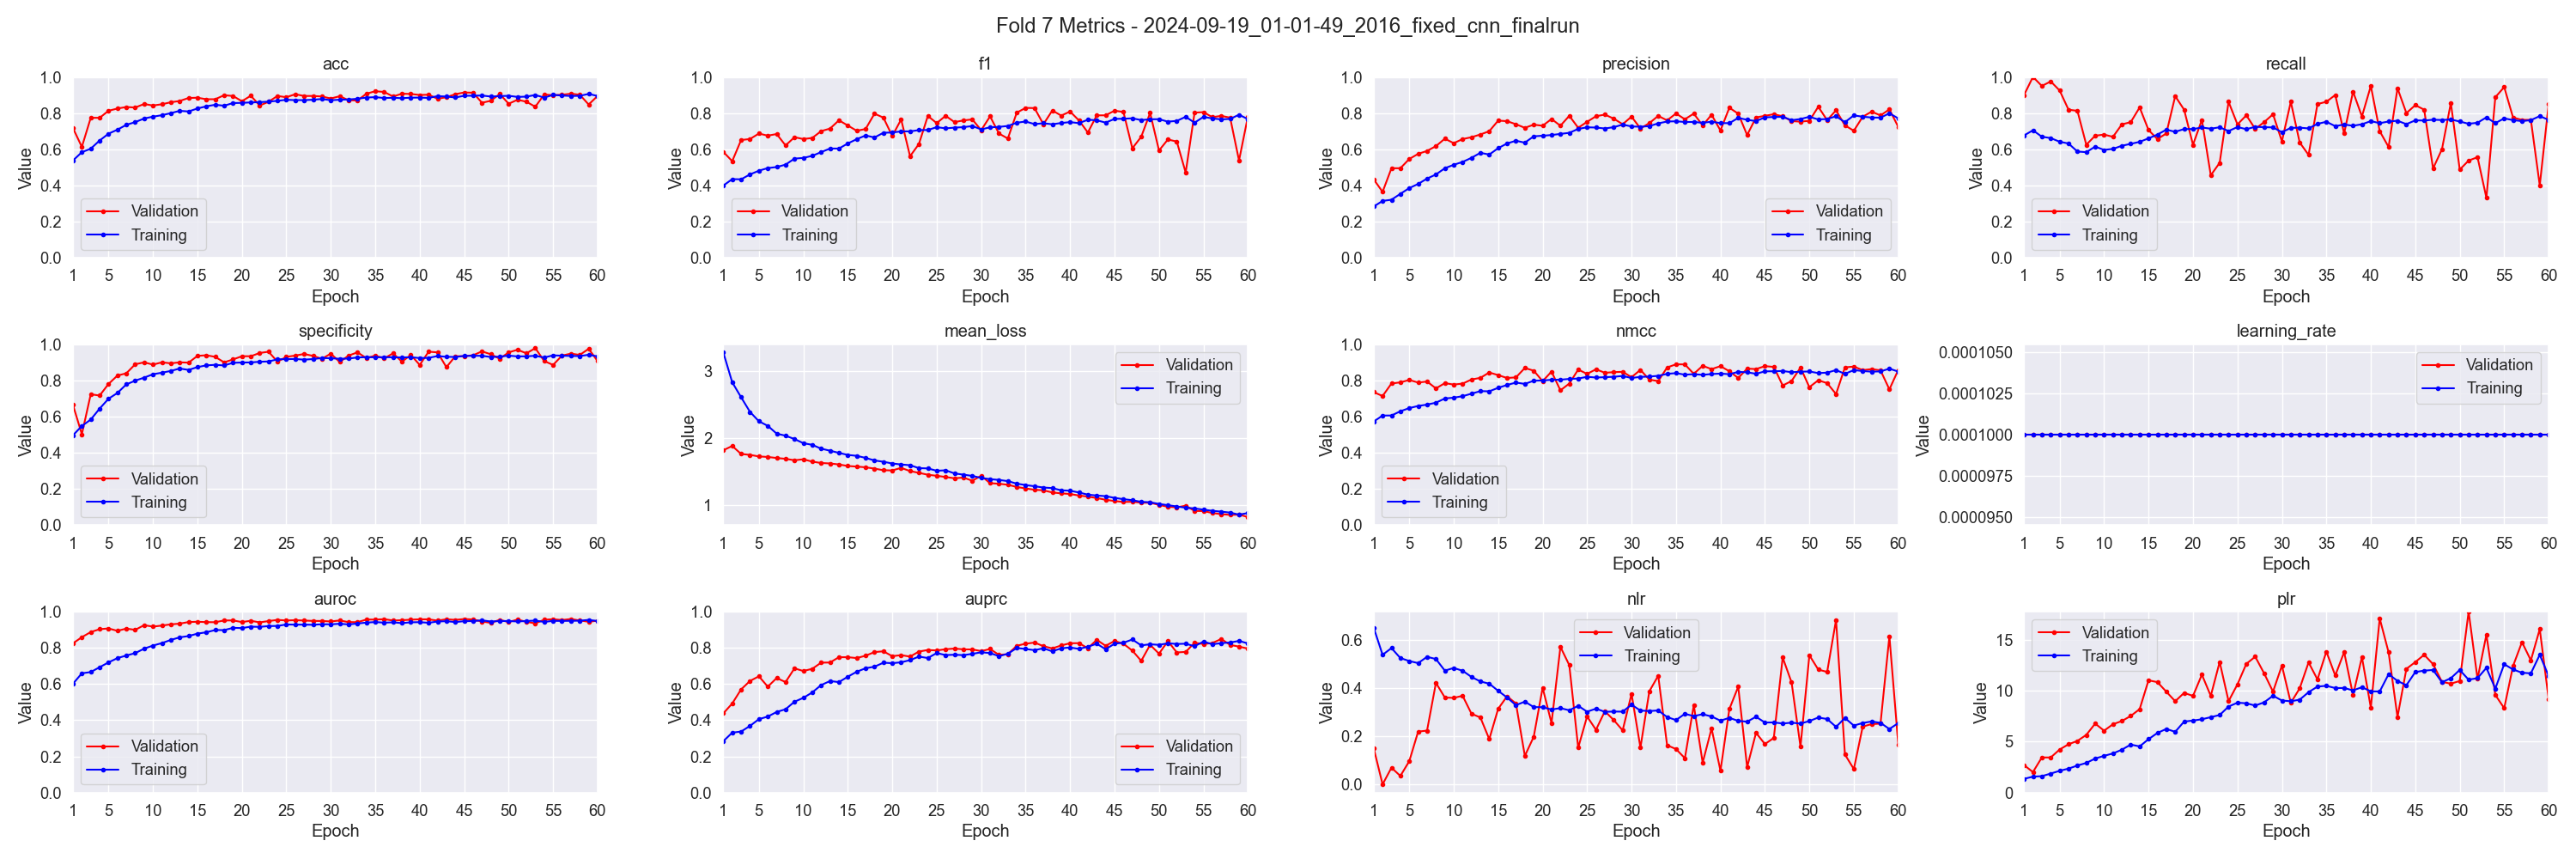 Fold 7 Metrics - 2024-09-19_01-01-49_2016_fixed_cnn_finalrun
acc
1.0
0.8
0.6
0.4
0.2
0.0
Value
Validation
Training
1 5 10 15 20 25 30 35 40 45 50 55 60
Epoch
f1
1.0
0.8
0.6
0.4
0.2
0.0
Value
Validation
Training
1 5 10 15 20 25 30 35 40 45 50 55 60
Epoch
precision
1.0
0.8
0.6
0.4
0.2
0.0
Value
Validation
Training
1 5 10 15 20 25 30 35 40 45 50 55 60
Epoch
recall
1.0
0.8
0.6
0.4
0.2
0.0
Value
Validation
Training
1 5 10 15 20 25 30 35 40 45 50 55 60
Epoch
specificity
1.0
0.8
0.6
0.4
0.2
0.0
Value
Validation
Training
1 5 10 15 20 25 30 35 40 45 50 55 60
Epoch
mean_loss
3
2
1
Value
Validation
Training
1 5 10 15 20 25 30 35 40 45 50 55 60
Epoch
nmcc
1.0
0.8
0.6
0.4
0.2
0.0
Value
Validation
Training
1 5 10 15 20 25 30 35 40 45 50 55 60
Epoch
learning_rate
0.0001050
0.0001025
0.0001000
0.0000975
0.0000950
Value
Validation
Training
1 5 10 15 20 25 30 35 40 45 50 55 60
Epoch
auroc
1.0
0.8
0.6
0.4
0.2
0.0
Value
Validation
Training
1 5 10 15 20 25 30 35 40 45 50 55 60
Epoch
auprc
1.0
0.8
0.6
0.4
0.2
0.0
Value
Validation
Training
1 5 10 15 20 25 30 35 40 45 50 55 60
Epoch
nlr
0.6
0.4
0.2
0.0
Value
Validation
Training
1 5 10 15 20 25 30 35 40 45 50 55 60
Epoch
plr
15
10
5
0
Value
Validation
Training
1 5 10 15 20 25 30 35 40 45 50 55 60
Epoch